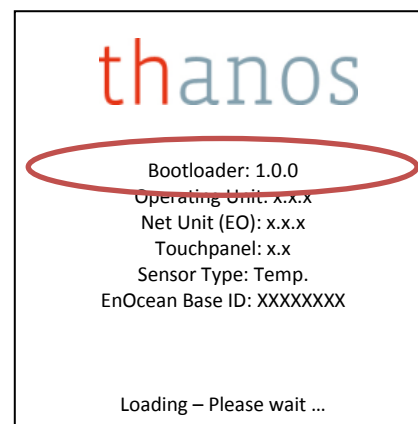 thanos
Bootloader: 1.0.0
Operating Unit: x.x.x
Net Unit (EO): x.x.x
Touchpanel: x.x
Sensor Type: Temp.
EnOcean Base ID: XXXXXXXX
Loading – Please wait ...